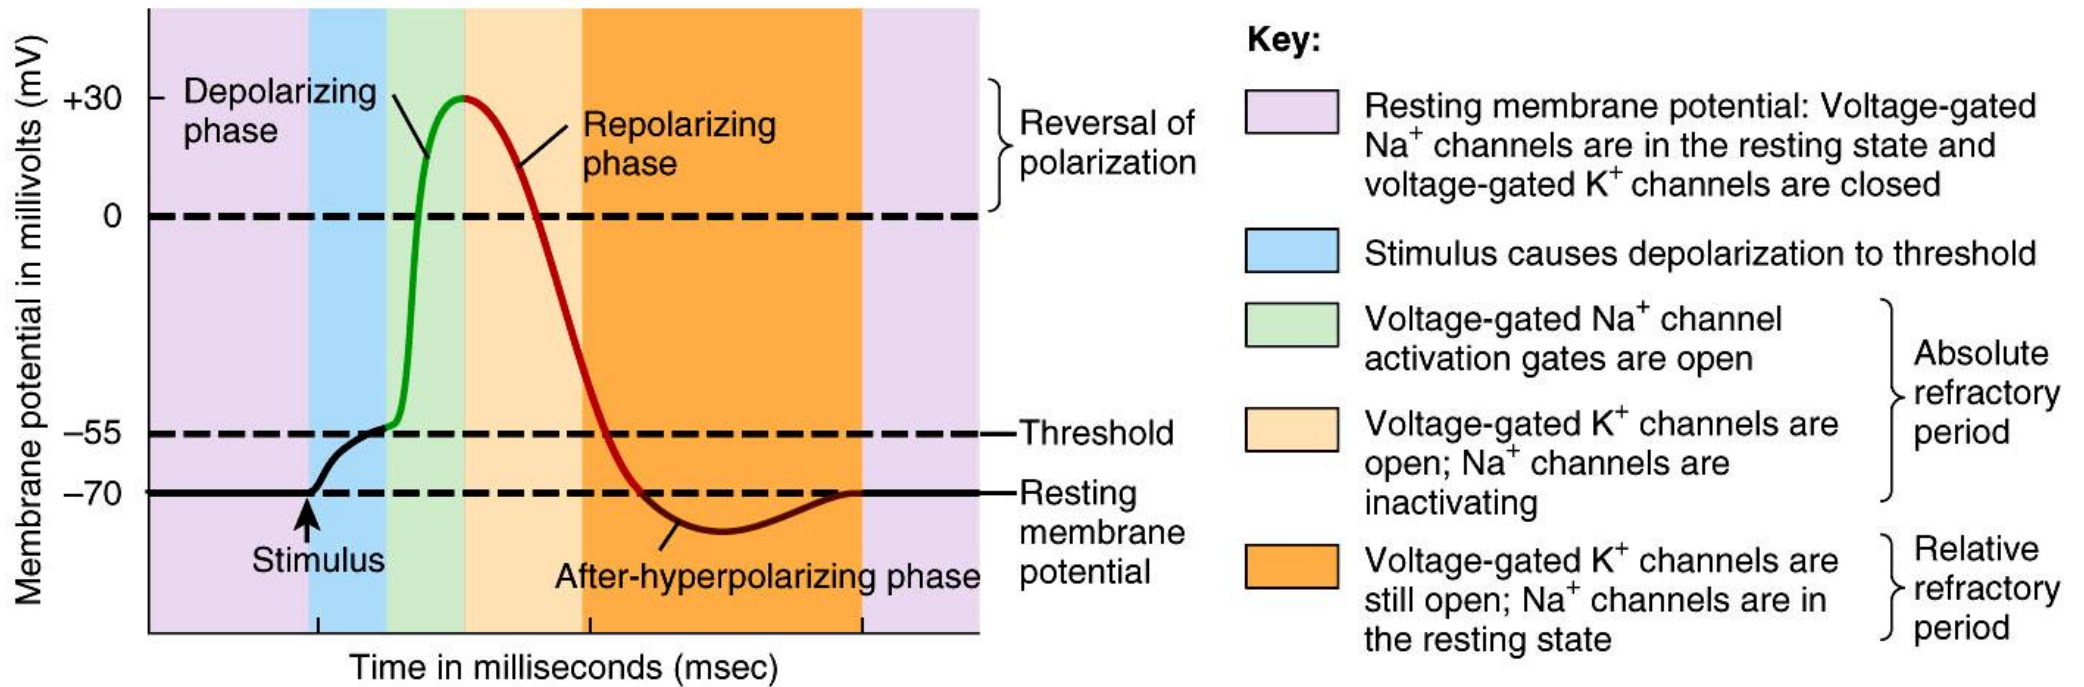 Membrane potential in millivolts (mV)
+30
0
–55
–70
Depolarizing
phase
Repolarizing
phase
Stimulus
After-hyperpolarizing phase
Time in milliseconds (msec)
Reversal of
polarization
Threshold
Resting
membrane
potential
Key:
Resting membrane potential: Voltage-gated
Na⁺ channels are in the resting state and
voltage-gated K⁺ channels are closed
Stimulus causes depolarization to threshold
Voltage-gated Na⁺ channel
activation gates are open
Voltage-gated K⁺ channels are
open; Na⁺ channels are
inactivating
Absolute
refractory
period
Voltage-gated K⁺ channels are
still open; Na⁺ channels are in
the resting state
Relative
refractory
period